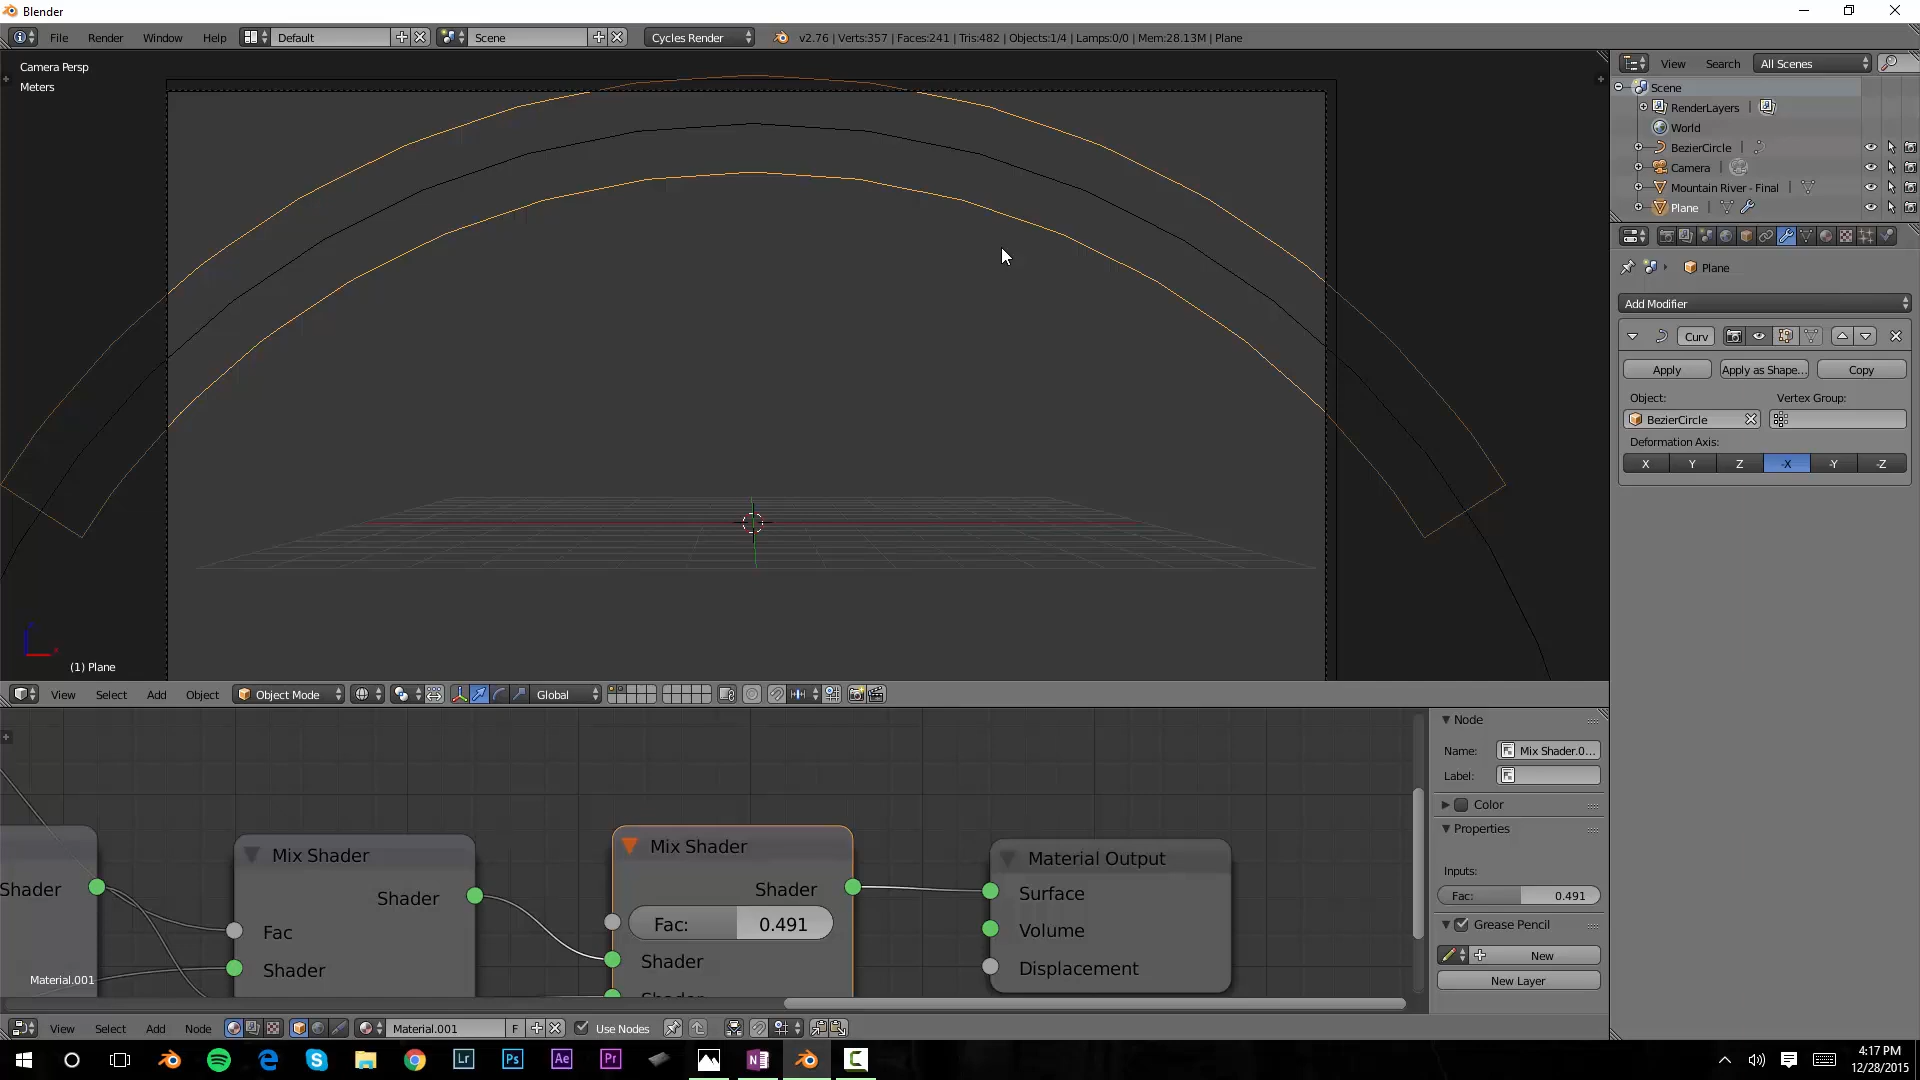 Blender
File Render Window Help Default Scene Cycles Render v2.76 | Verts:357 | Faces:241 | Tris:482 | Objects:1/4 | Lamps:0/0 | Mem:28.13M | Plane
Camera Persp
Meters
(1) Plane
View Select Add Object Object Mode Global
View Search All Scenes
Scene
RenderLayers
World
BezierCircle
Camera
Mountain River - Final
Plane
Plane
Add Modifier
Curv
Apply Apply as Shape... Copy
Object: Vertex Group:
BezierCircle
Deformation Axis:
X Y Z -X -Y -Z
Shader
Mix Shader
Shader
Fac
Shader
Mix Shader
Shader
Fac: 0.491
Shader
Shader
Material Output
Surface
Volume
Displacement
Material.001
Node
Name: Mix Shader.0...
Label:
Color
Properties
Inputs:
Fac: 0.491
Grease Pencil
New
New Layer
View Select Add Node Material.001 F Use Nodes
Lr Ps Ae Pr N C
4:17 PM
12/28/2015